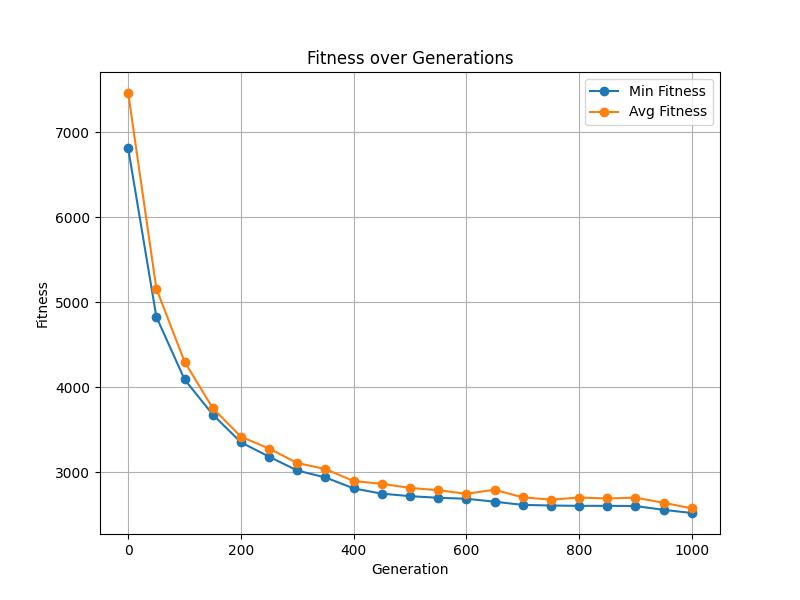 Fitness over Generations
Min Fitness
Avg Fitness
7000
6000
5000
4000
3000
Fitness
0 200 400 600 800 1000
Generation